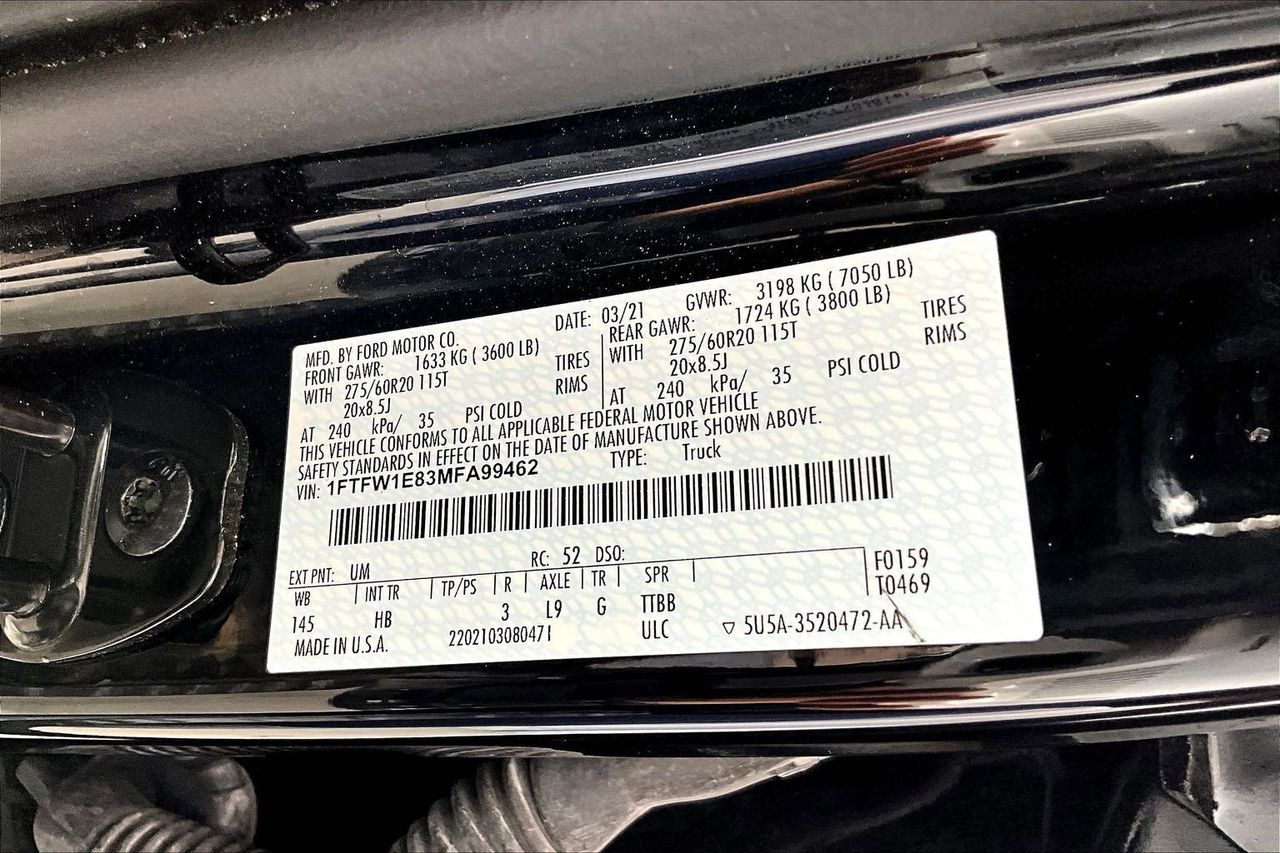 MFD. BY FORD MOTOR CO. DATE: 03/21 GVWR: 3198 KG ( 7050 LB)
FRONT GAWR: 1633 KG ( 3600 LB) REAR GAWR: 1724 KG ( 3800 LB)
WITH 275/60R20 115T TIRES WITH 275/60R20 115T TIRES
20x8.5J RIMS 20x8.5J RIMS
AT 240 kPa/ 35 PSI COLD AT 240 kPa/ 35 PSI COLD
THIS VEHICLE CONFORMS TO ALL APPLICABLE FEDERAL MOTOR VEHICLE
SAFETY STANDARDS IN EFFECT ON THE DATE OF MANUFACTURE SHOWN ABOVE.
VIN: 1FTFW1E83MFA99462 TYPE: Truck
EXT PNT: UM RC: 52 DSO:
WB INT TR TP/PS R AXLE TR SPR F0159
145 HB 3 L9 G TTBB T0469
MADE IN U.S.A. 220210308047I ULC ▽ 5U5A-3520472-AA